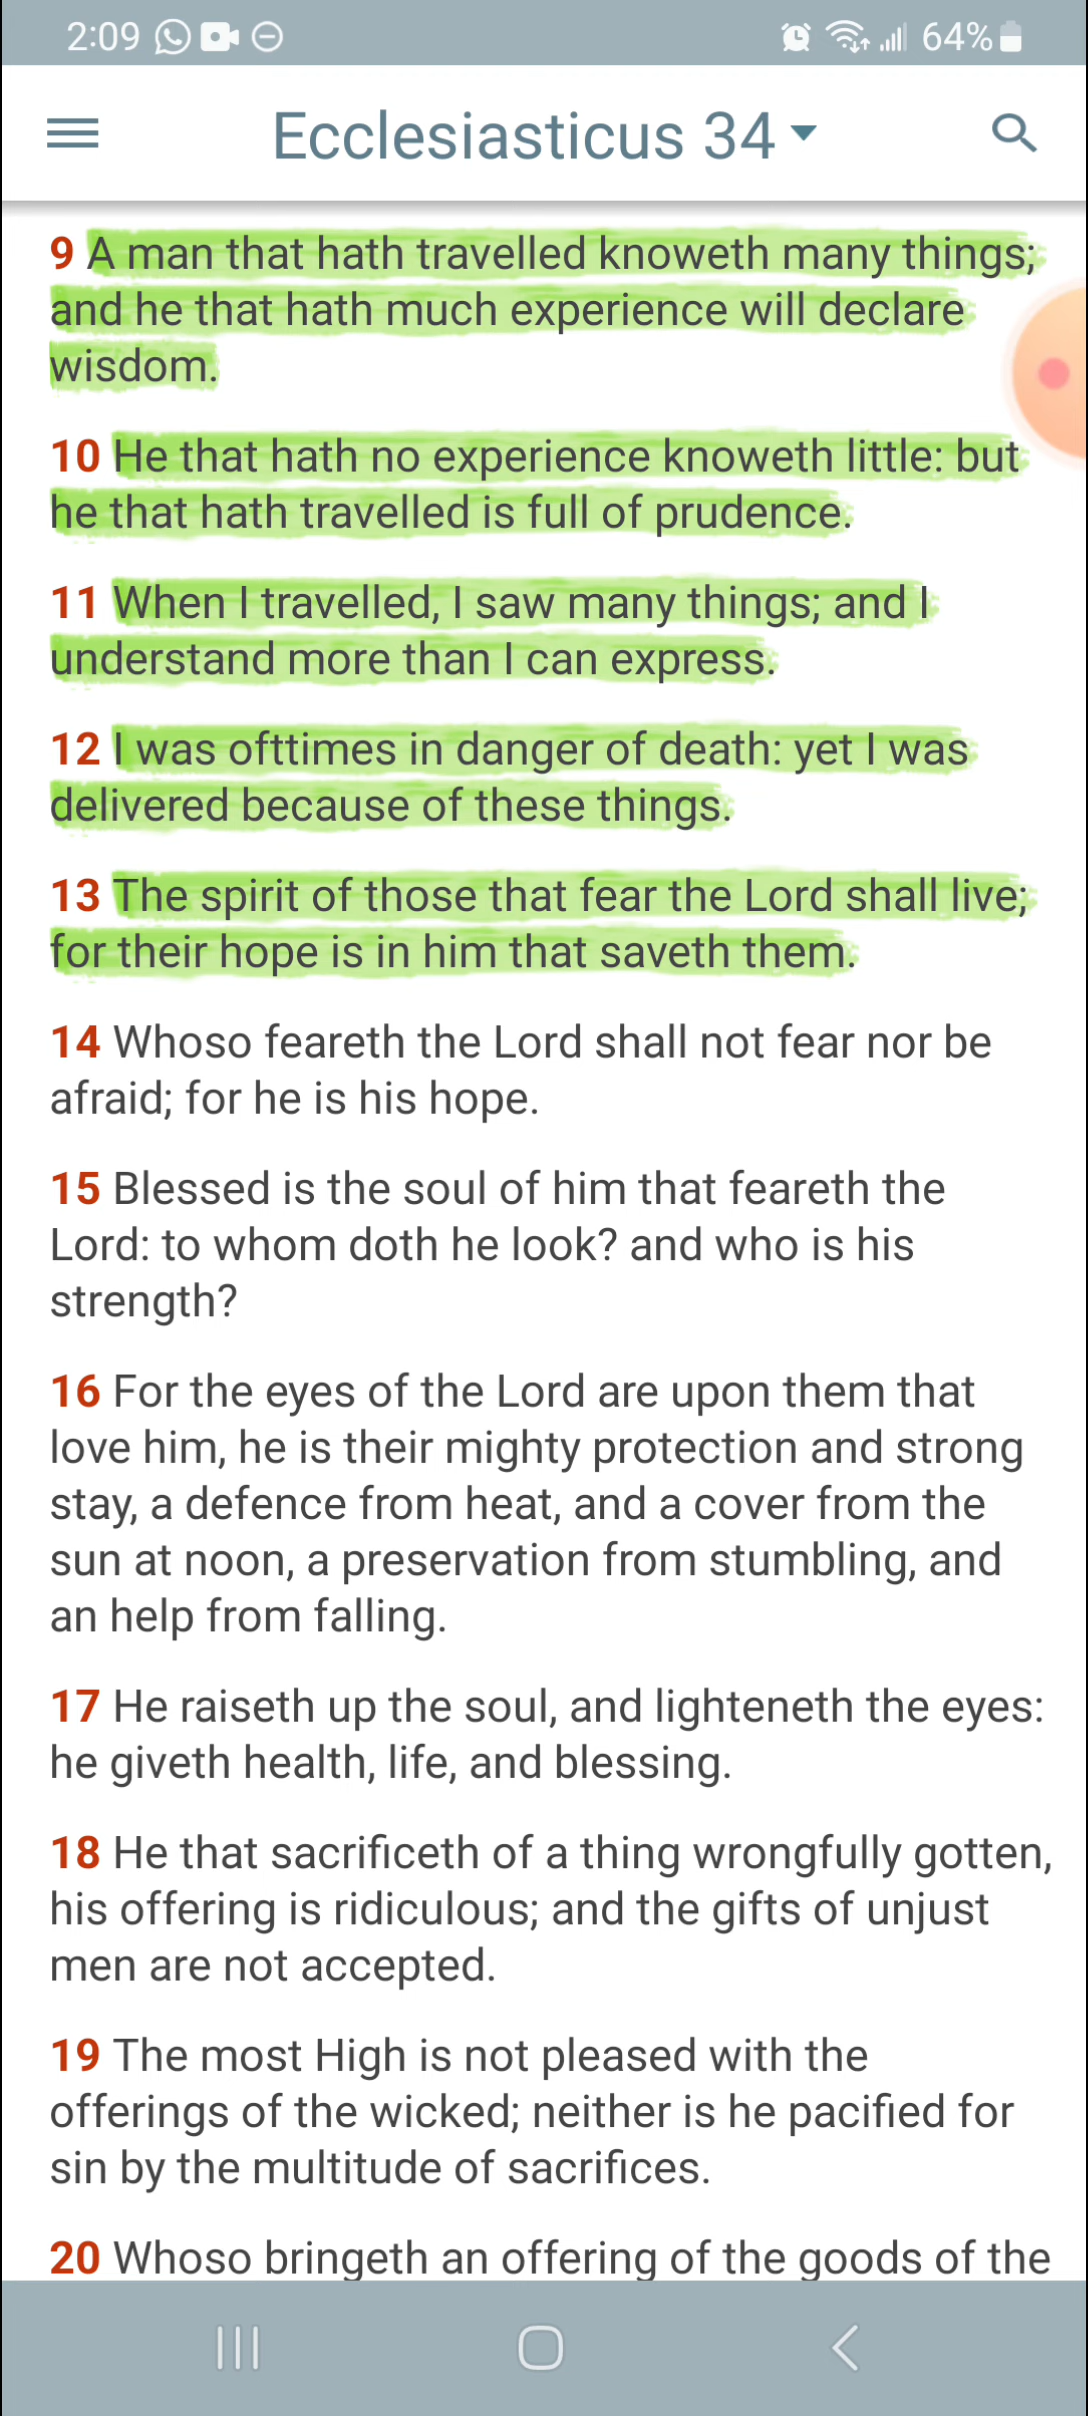 2:09 64%
Ecclesiasticus 34
9 A man that hath travelled knoweth many things;
and he that hath much experience will declare
wisdom.
10 He that hath no experience knoweth little: but
he that hath travelled is full of prudence.
11 When I travelled, I saw many things; and I
understand more than I can express.
12 I was ofttimes in danger of death: yet I was
delivered because of these things.
13 The spirit of those that fear the Lord shall live;
for their hope is in him that saveth them.
14 Whoso feareth the Lord shall not fear nor be
afraid; for he is his hope.
15 Blessed is the soul of him that feareth the
Lord: to whom doth he look? and who is his
strength?
16 For the eyes of the Lord are upon them that
love him, he is their mighty protection and strong
stay, a defence from heat, and a cover from the
sun at noon, a preservation from stumbling, and
an help from falling.
17 He raiseth up the soul, and lighteneth the eyes:
he giveth health, life, and blessing.
18 He that sacrificeth of a thing wrongfully gotten,
his offering is ridiculous; and the gifts of unjust
men are not accepted.
19 The most High is not pleased with the
offerings of the wicked; neither is he pacified for
sin by the multitude of sacrifices.
20 Whoso bringeth an offering of the goods of the